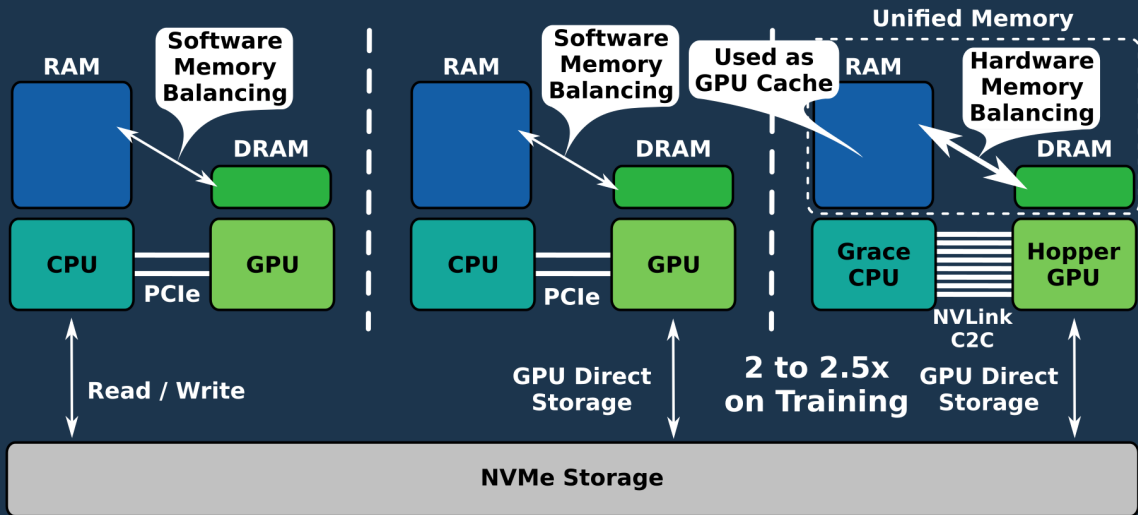 Unified Memory
RAM
Software
Memory
Balancing
DRAM
CPU
GPU
PCIe
Read / Write
RAM
Software
Memory
Balancing
DRAM
CPU
GPU
PCIe
GPU Direct
Storage
Used as
GPU Cache
RAM
Hardware
Memory
Balancing
DRAM
Grace
CPU
Hopper
GPU
NVLink
C2C
2 to 2.5x
on Training
GPU Direct
Storage
NVMe Storage